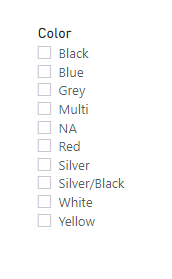 Color
Black
Blue
Grey
Multi
NA
Red
Silver
Silver/Black
White
Yellow